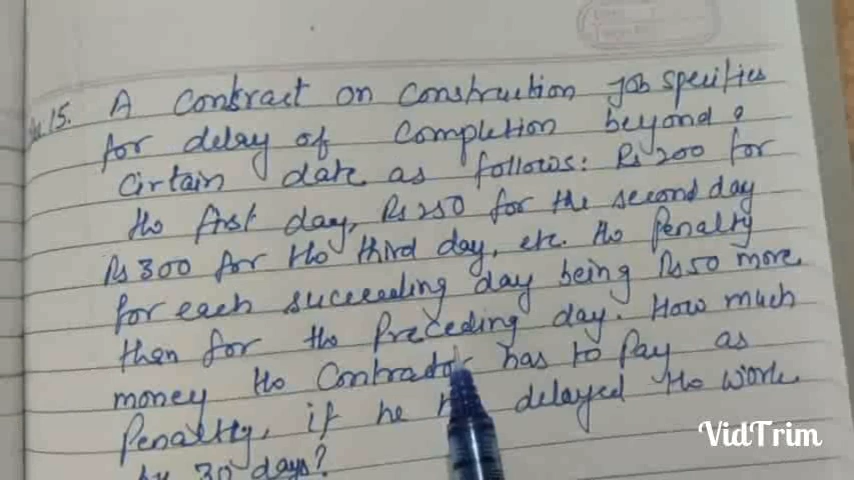 15. A Contract on Construction Job specifies
for delay of Completion beyond a
Cirtain date as follows: Rs 200 for
the first day, Rs 250 for the second day
Rs 300 for the third day, etc. the Penalty
for each succeeding day being Rs 50 more
then for the Preceding day. How much
money the Contractor has to Pay as
Penalty, if he delayed the work
by 30 days?
VidTrim